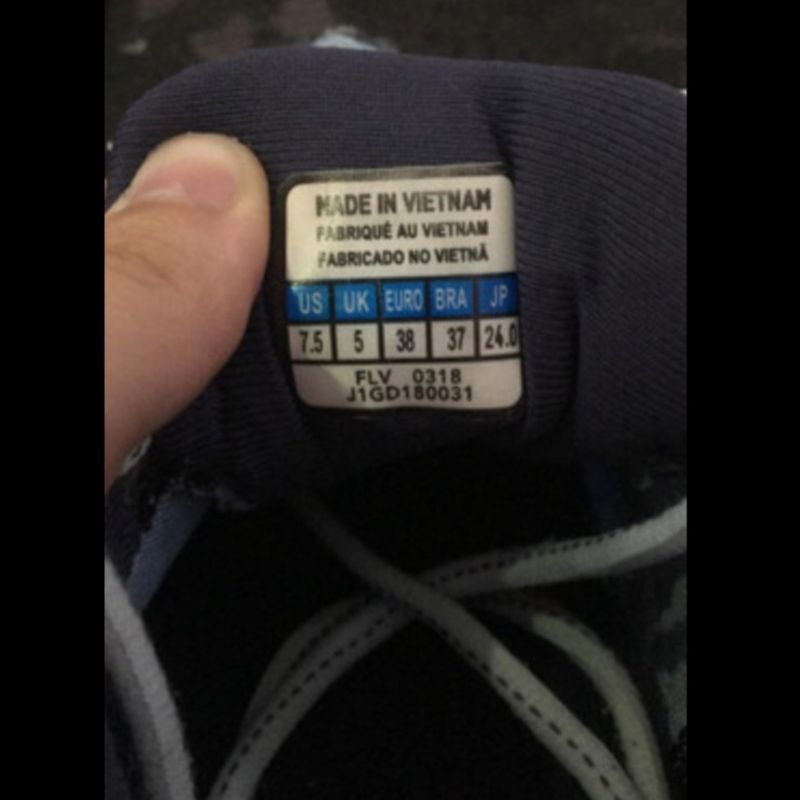 MADE IN VIETNAM
FABRIQUÉ AU VIETNAM
FABRICADO NO VIETNÃ
US UK EURO BRA JP
7.5 5 38 37 24.0
FLV 0318
J1GD180031